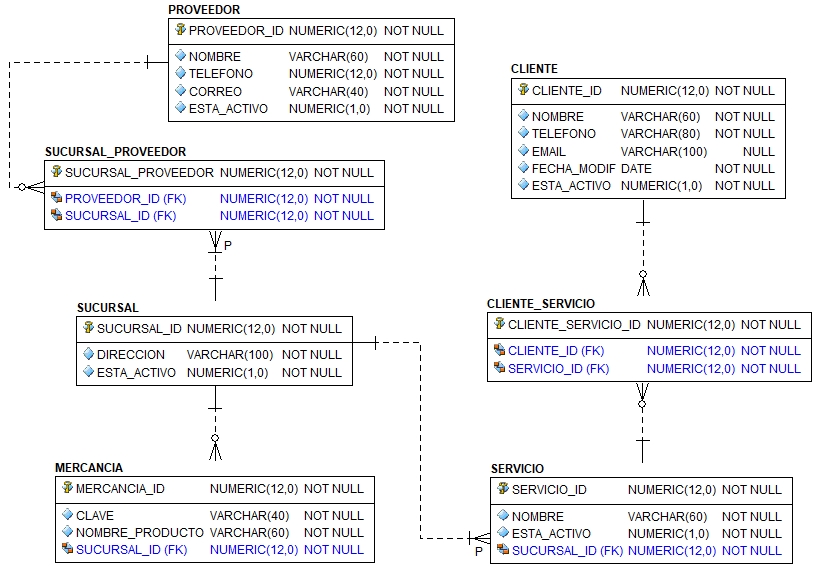 PROVEEDOR
PROVEEDOR_ID NUMERIC(12,0) NOT NULL
NOMBRE VARCHAR(60) NOT NULL
TELEFONO NUMERIC(12,0) NOT NULL
CORREO VARCHAR(40) NOT NULL
ESTA_ACTIVO NUMERIC(1,0) NOT NULL
CLIENTE
CLIENTE_ID NUMERIC(12,0) NOT NULL
NOMBRE VARCHAR(60) NOT NULL
TELEFONO VARCHAR(80) NOT NULL
EMAIL VARCHAR(100) NULL
FECHA_MODIF DATE NOT NULL
ESTA_ACTIVO NUMERIC(1,0) NOT NULL
SUCURSAL_PROVEEDOR
SUCURSAL_PROVEEDOR NUMERIC(12,0) NOT NULL
PROVEEDOR_ID (FK) NUMERIC(12,0) NOT NULL
SUCURSAL_ID (FK) NUMERIC(12,0) NOT NULL
P
SUCURSAL
SUCURSAL_ID NUMERIC(12,0) NOT NULL
DIRECCION VARCHAR(100) NOT NULL
ESTA_ACTIVO NUMERIC(1,0) NOT NULL
CLIENTE_SERVICIO
CLIENTE_SERVICIO_ID NUMERIC(12,0) NOT NULL
CLIENTE_ID (FK) NUMERIC(12,0) NOT NULL
SERVICIO_ID (FK) NUMERIC(12,0) NOT NULL
MERCANCIA
MERCANCIA_ID NUMERIC(12,0) NOT NULL
CLAVE VARCHAR(40) NOT NULL
NOMBRE_PRODUCTO VARCHAR(60) NOT NULL
SUCURSAL_ID (FK) NUMERIC(12,0) NOT NULL
SERVICIO
SERVICIO_ID NUMERIC(12,0) NOT NULL
NOMBRE VARCHAR(60) NOT NULL
ESTA_ACTIVO NUMERIC(1,0) NOT NULL
SUCURSAL_ID (FK) NUMERIC(12,0) NOT NULL
P